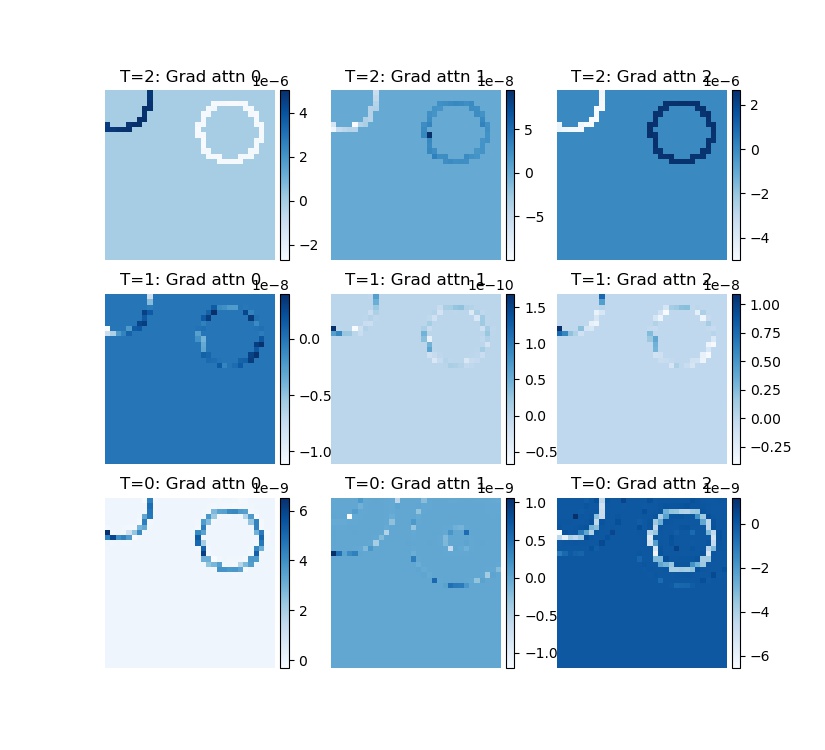 T=2: Grad attn 0
1e−6
4
2
0
−2
T=2: Grad attn 1
1e−8
5
0
−5
T=2: Grad attn 2
1e−6
2
0
−2
−4
T=1: Grad attn 0
1e−8
0.0
−0.5
−1.0
T=1: Grad attn 1
1e−10
1.5
1.0
0.5
0.0
−0.5
T=1: Grad attn 2
1e−8
1.00
0.75
0.50
0.25
0.00
−0.25
T=0: Grad attn 0
1e−9
6
4
2
0
T=0: Grad attn 1
1e−9
1.0
0.5
0.0
−0.5
−1.0
T=0: Grad attn 2
1e−9
0
−2
−4
−6